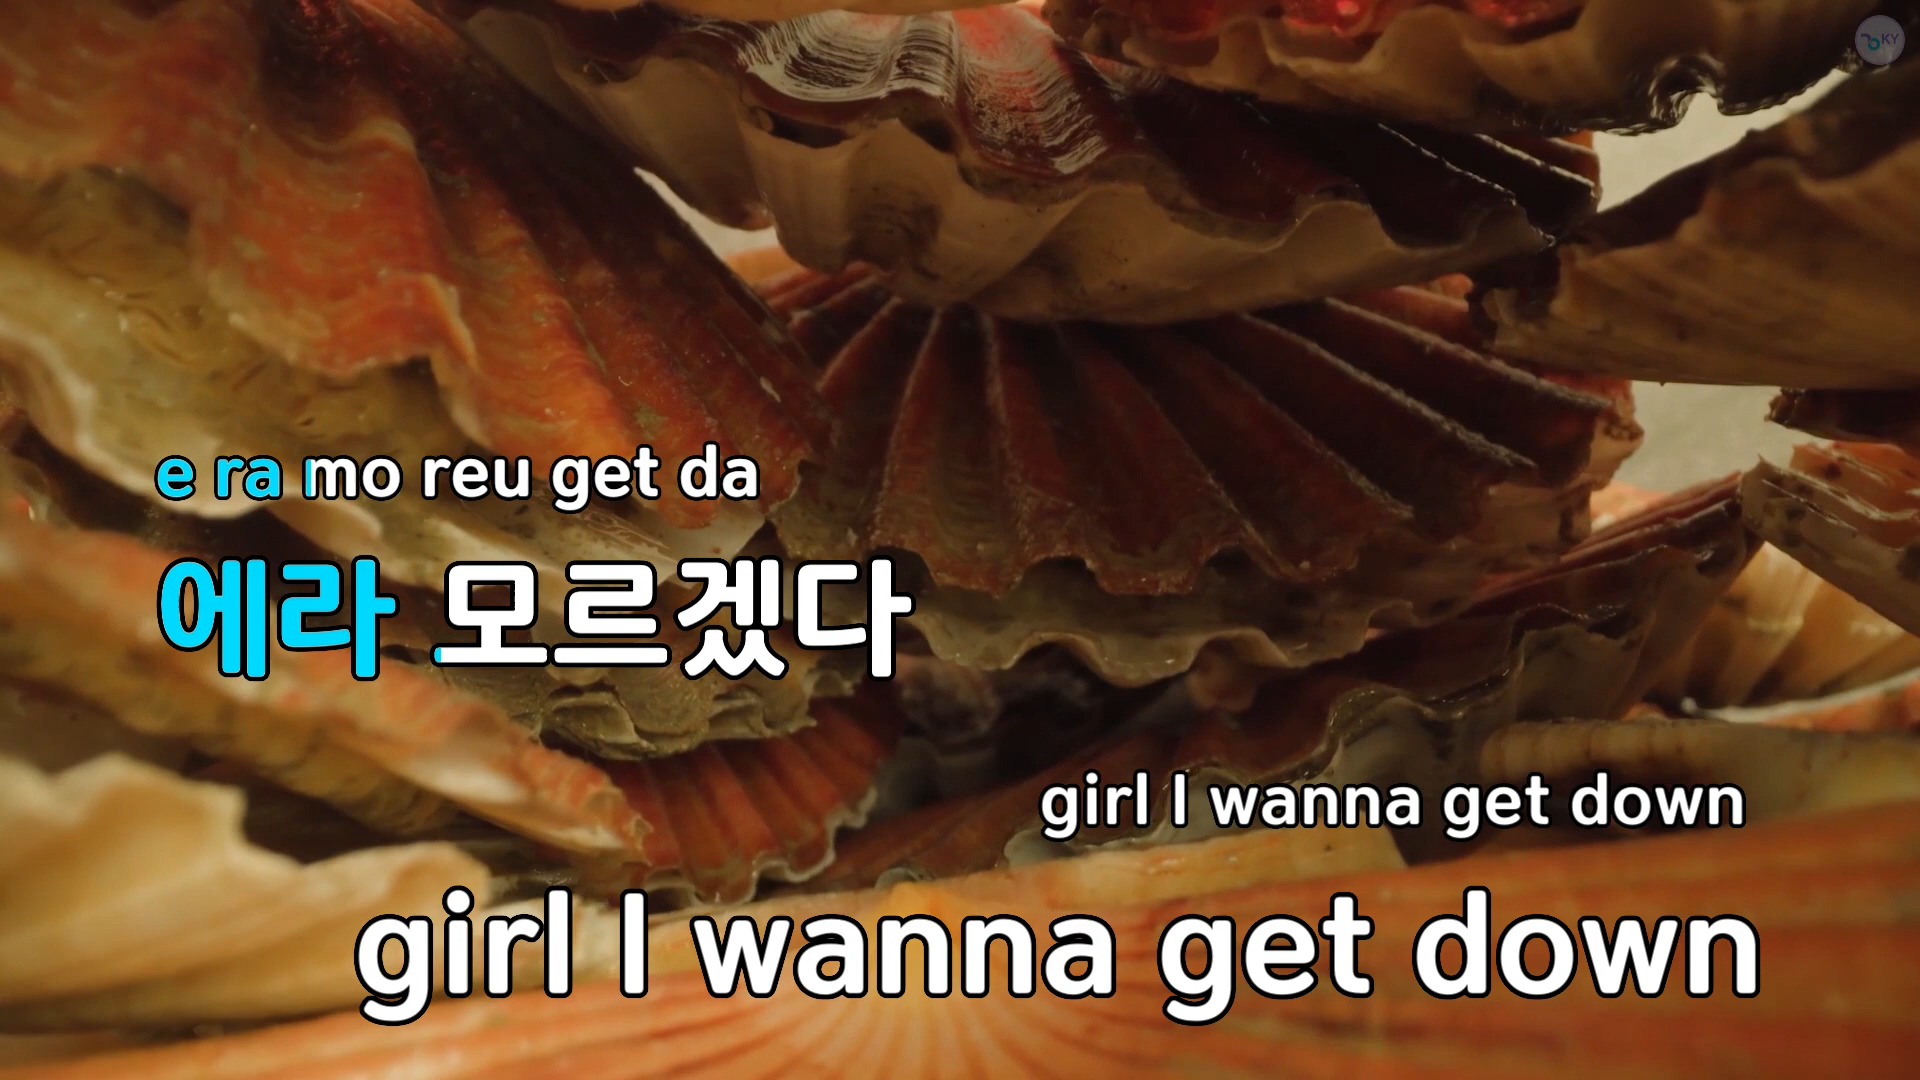 KY
e ra mo reu get da
에라 모르겠다
girl I wanna get down
girl I wanna get down